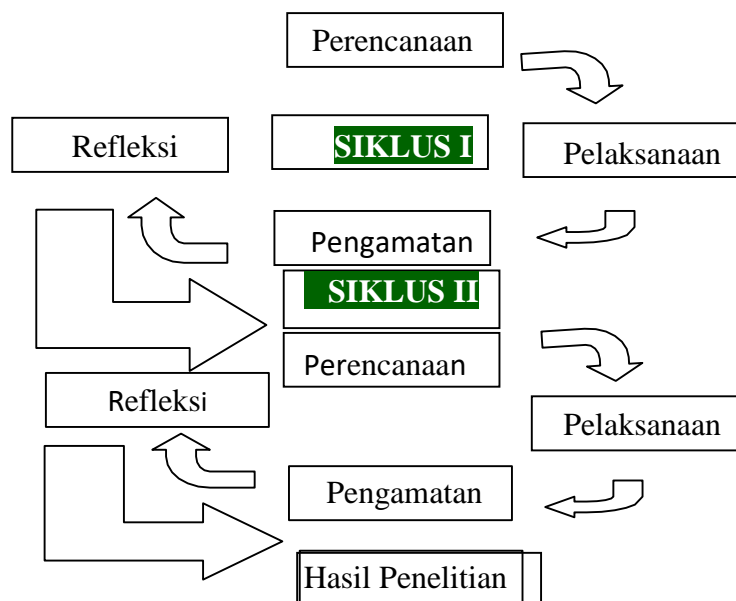 Perencanaan
Refleksi
SIKLUS I
Pelaksanaan
Pengamatan
SIKLUS II
Perencanaan
Refleksi
Pelaksanaan
Pengamatan
Hasil Penelitian